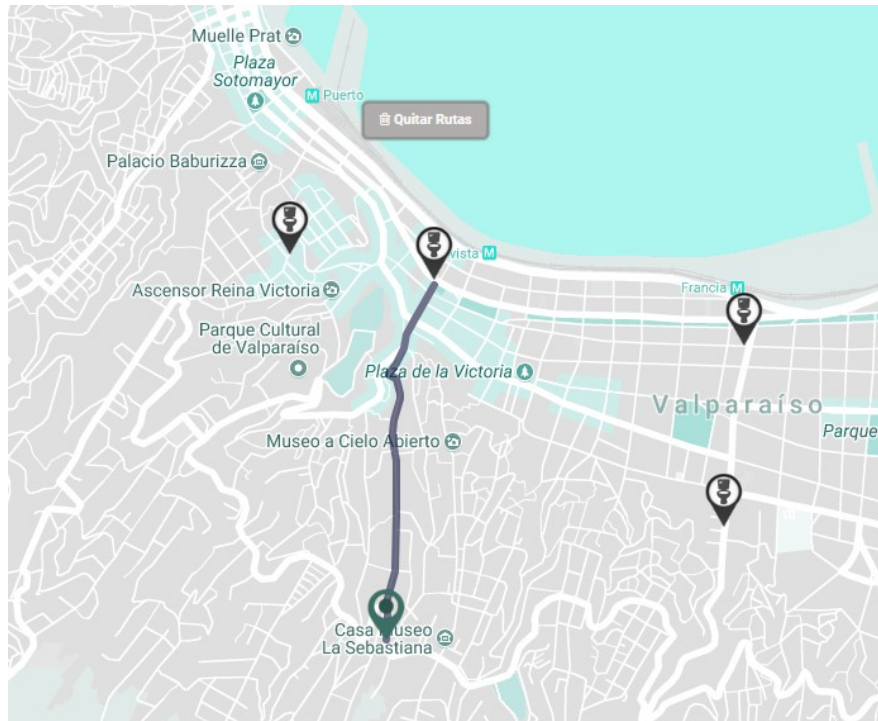 Muelle Prat
Plaza
Sotomayor
M Puerto
Quitar Rutas
Palacio Baburizza
vista M
Ascensor Reina Victoria
Francia M
Parque Cultural
de Valparaíso
Plaza de la Victoria
Valparaíso
Parque
Museo a Cielo Abierto
Casa Museo
La Sebastiana